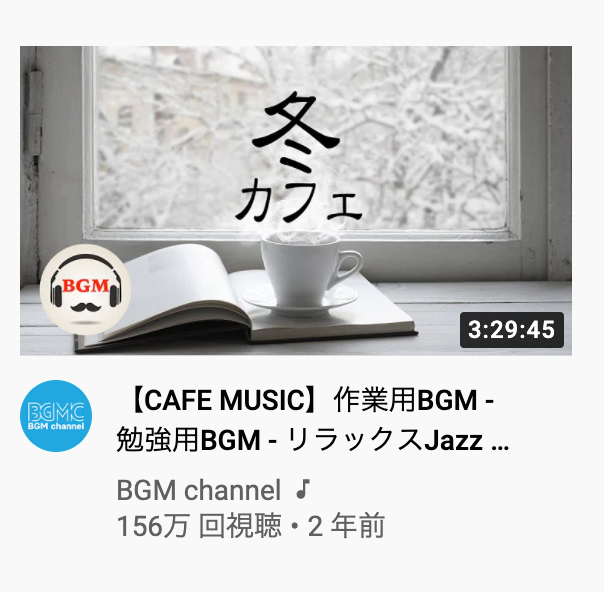 冬
カフェ
BGM
3:29:45
BGMC
BGM channel
【CAFE MUSIC】作業用BGM -
勉強用BGM - リラックスJazz ...
BGM channel ♪
156万 回視聴 • 2 年前